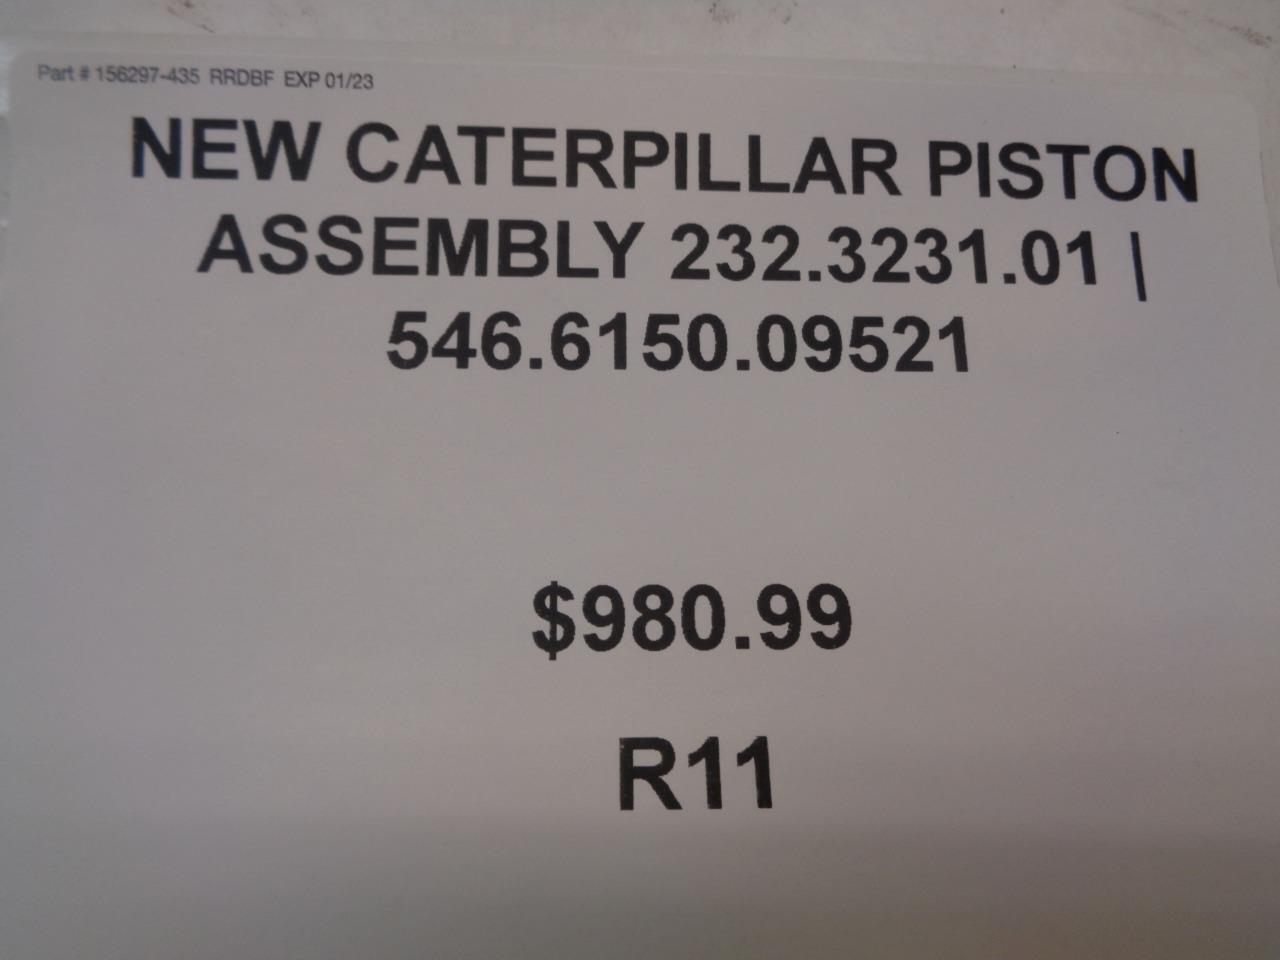 Part # 156297-435 RRDBF EXP 01/23
NEW CATERPILLAR PISTON
ASSEMBLY 232.3231.01 |
546.6150.09521
$980.99
R11